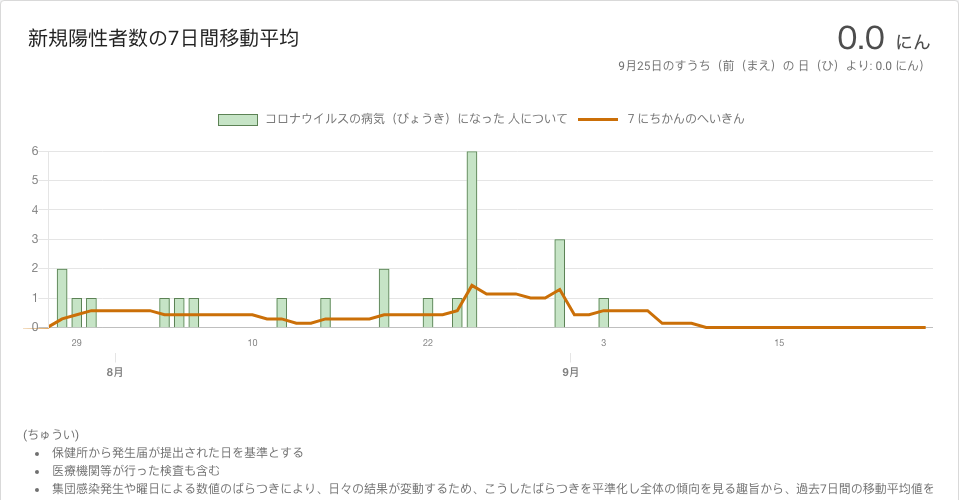 新規陽性者数の7日間移動平均
0.0 にん
9月25日のすうち（前（まえ）の 日（ひ）より: 0.0 にん）
コロナウイルスの病気（びょうき）になった 人について
7 にちかんのへいきん
6
5
4
3
2
1
0
29 10 22 3 15
8月 9月
(ちゅうい)
• 保健所から発生届が提出された日を基準とする
• 医療機関等が行った検査も含む
• 集団感染発生や曜日による数値のばらつきにより、日々の結果が変動するため、こうしたばらつきを平準化し全体の傾向を見る趣旨から、過去7日間の移動平均値を